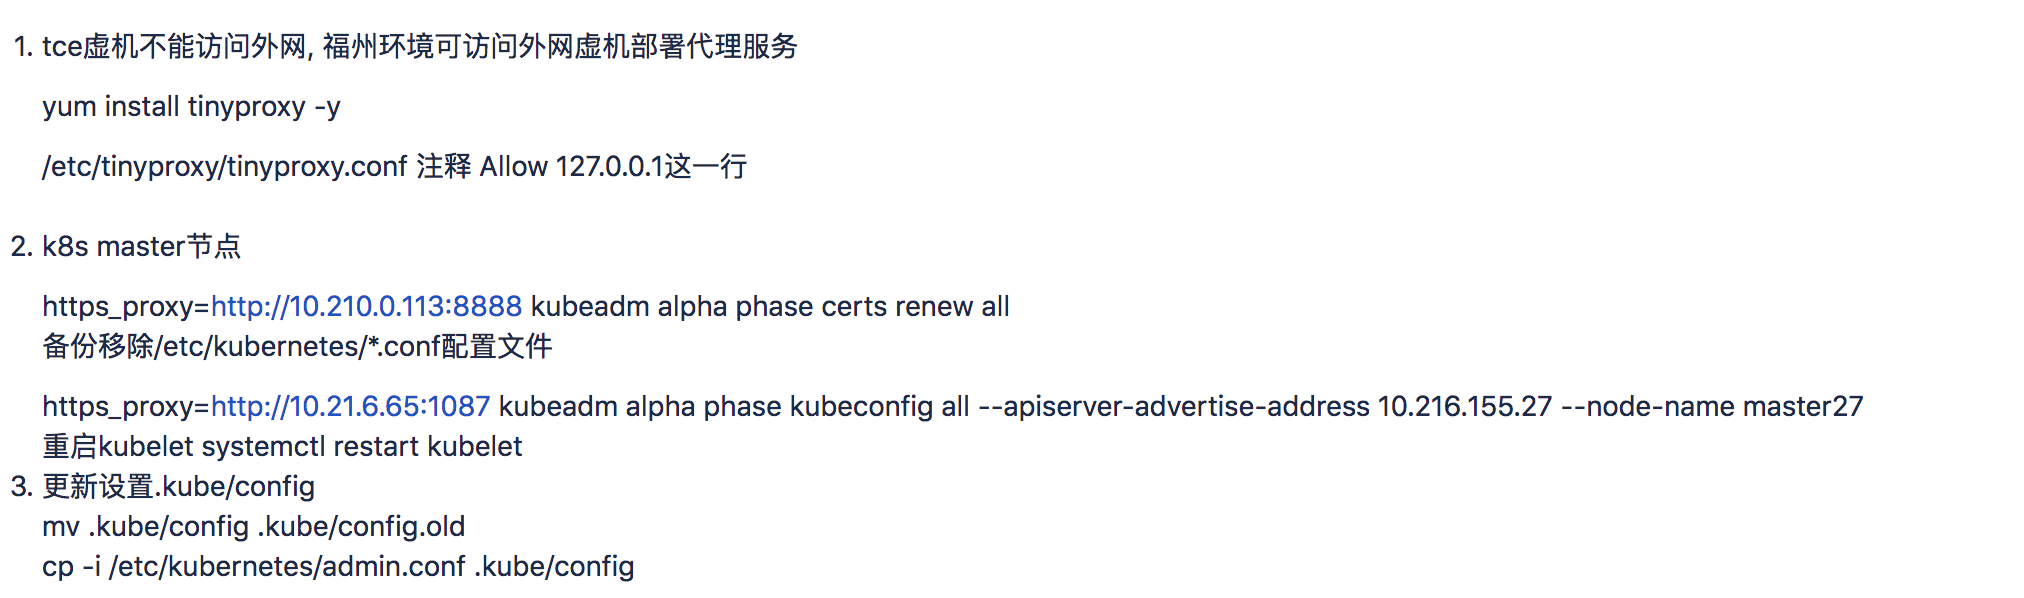 1. tce虚机不能访问外网, 福州环境可访问外网虚机部署代理服务
yum install tinyproxy -y
/etc/tinyproxy/tinyproxy.conf 注释 Allow 127.0.0.1这一行
2. k8s master节点
https_proxy=http://10.210.0.113:8888 kubeadm alpha phase certs renew all
备份移除/etc/kubernetes/*.conf配置文件
https_proxy=http://10.21.6.65:1087 kubeadm alpha phase kubeconfig all --apiserver-advertise-address 10.216.155.27 --node-name master27
重启kubelet systemctl restart kubelet
3. 更新设置.kube/config
mv .kube/config .kube/config.old
cp -i /etc/kubernetes/admin.conf .kube/config